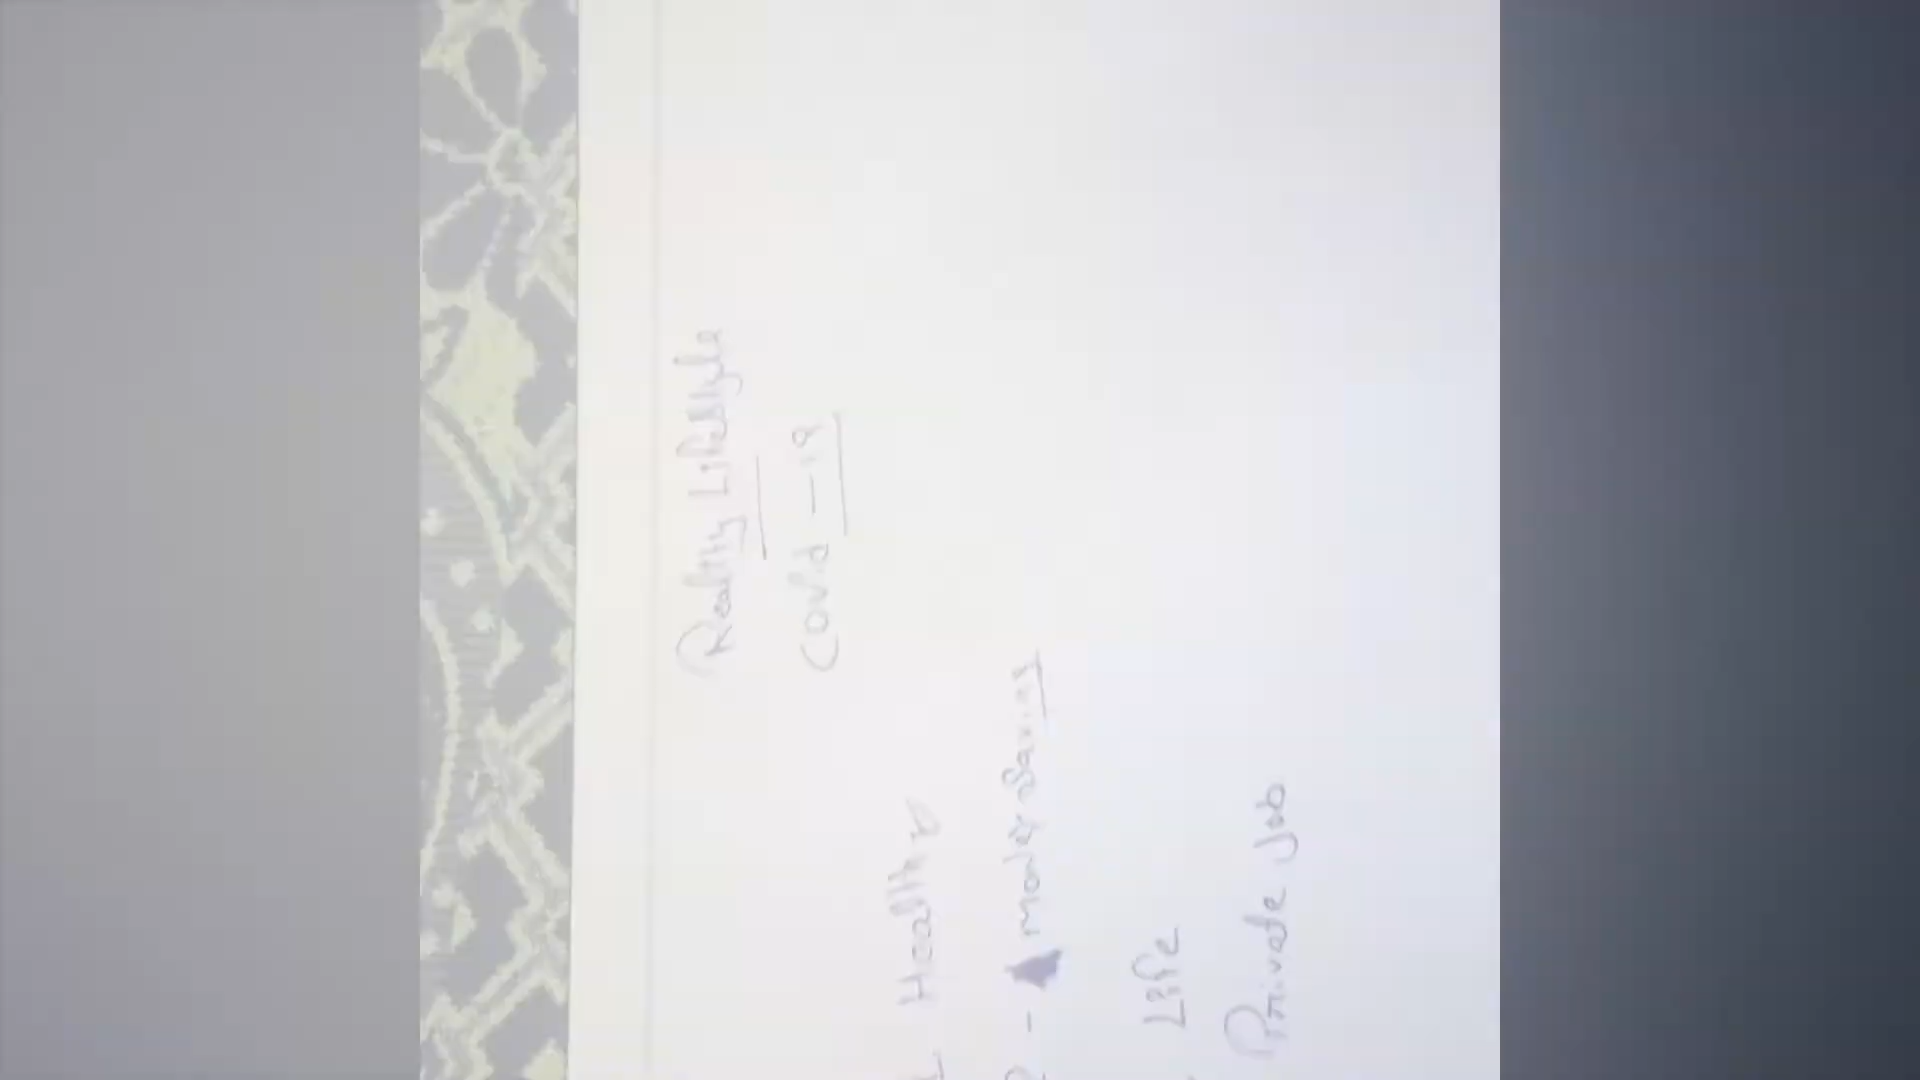 Reality Lifestyle
Covid-19
Health
- money saving
Life
Private Job